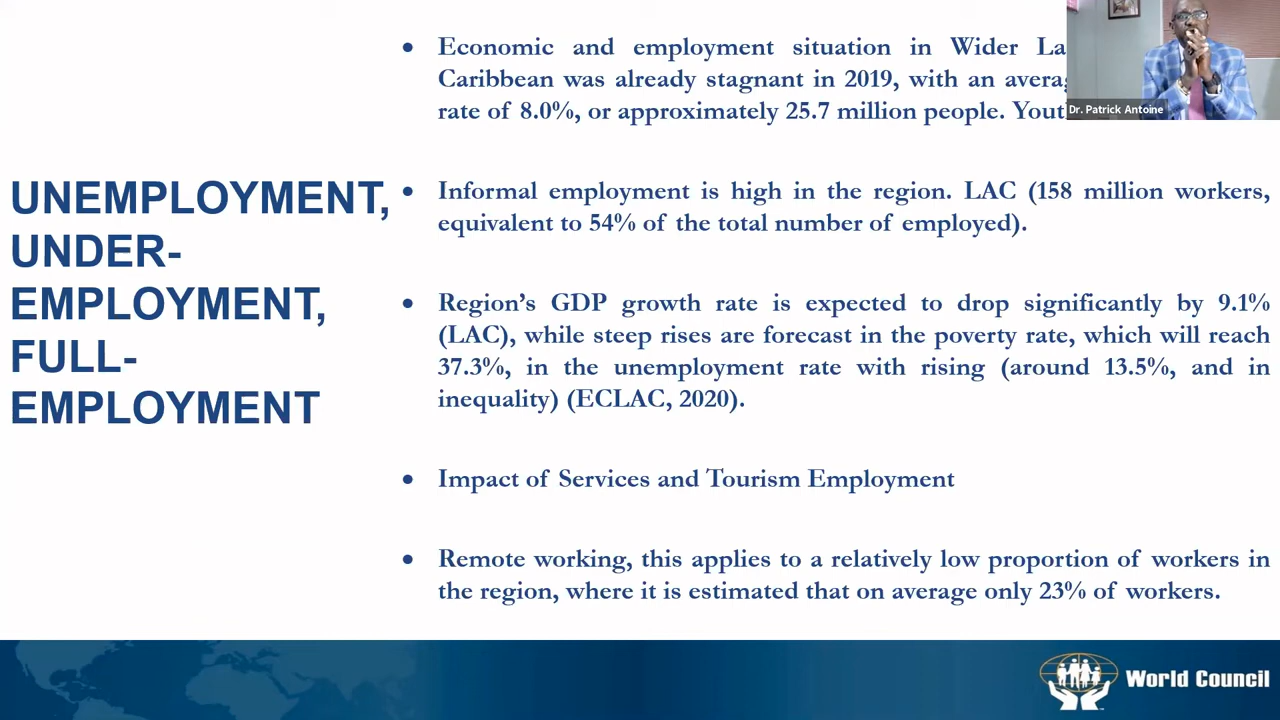 UNEMPLOYMENT,
UNDER-
EMPLOYMENT,
FULL-
EMPLOYMENT
• Economic and employment situation in Wider
Caribbean was already stagnant in 2019, with an
rate of 8.0%, or approximately 25.7 million people.
• Informal employment is high in the region. LAC (158 million workers,
equivalent to 54% of the total number of employed).
• Region’s GDP growth rate is expected to drop significantly by 9.1%
(LAC), while steep rises are forecast in the poverty rate, which will reach
37.3%, in the unemployment rate with rising (around 13.5%, and in
inequality) (ECLAC, 2020).
• Impact of Services and Tourism Employment
• Remote working, this applies to a relatively low proportion of workers in
the region, where it is estimated that on average only 23% of workers.
Dr. Patrick Antoine
World Council